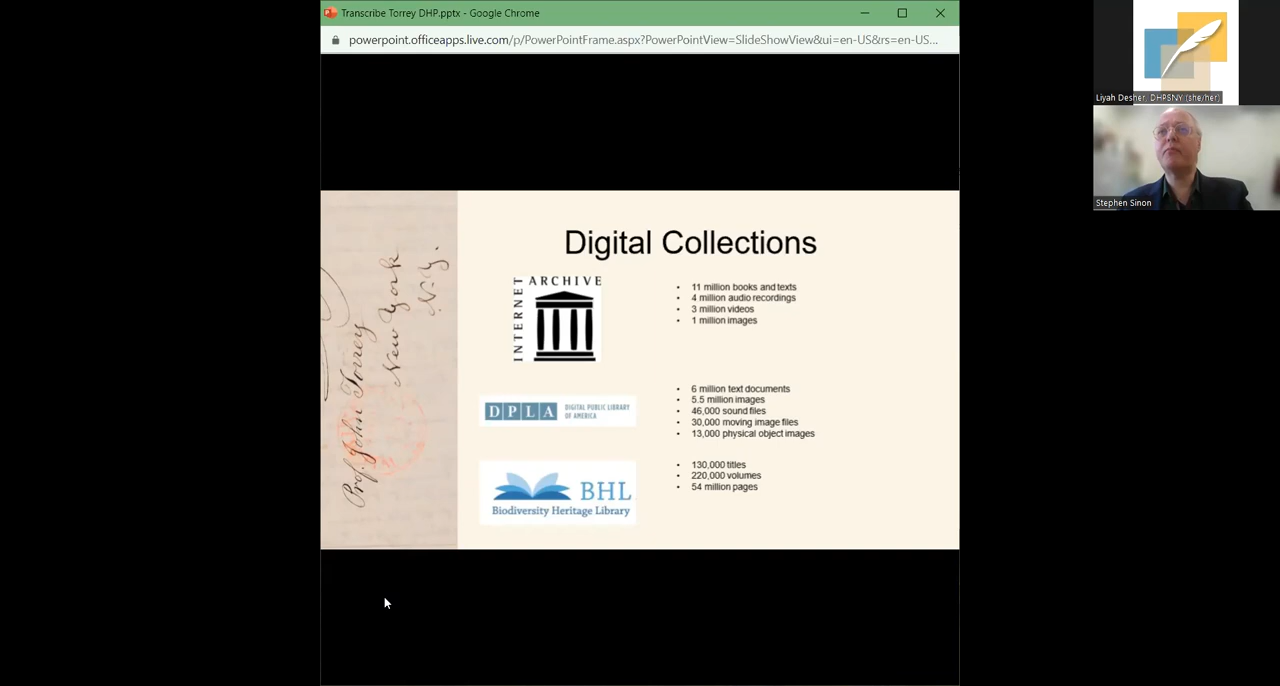 Transcribe Torrey DHP.pptx - Google Chrome
powerpoint.officeapps.live.com/p/PowerPointFrame.aspx?PowerPointView=SlideShowView&ui=en-US&rs=en-US...
Liyah Desher, DHPSNY (she/her)
Stephen Sinon
Prof. John Torrey
New York
N.Y.
Digital Collections
INTERNET
ARCHIVE
• 11 million books and texts
• 4 million audio recordings
• 3 million videos
• 1 million images
DPLA
DIGITAL PUBLIC LIBRARY
OF AMERICA
• 6 million text documents
• 5.5 million images
• 46,000 sound files
• 30,000 moving image files
• 13,000 physical object images
BHL
Biodiversity Heritage Library
• 130,000 titles
• 220,000 volumes
• 54 million pages